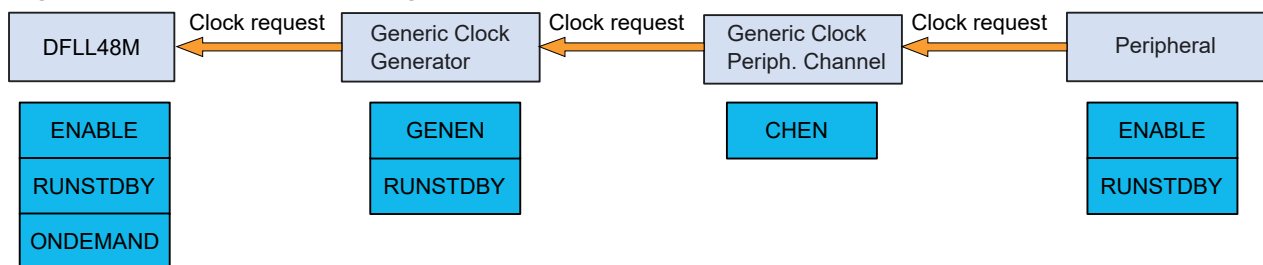 Clock request
Clock request
Clock request
DFLL48M
Generic Clock
Generator
Generic Clock
Periph. Channel
Peripheral
ENABLE
GENEN
CHEN
ENABLE
RUNSTDBY
RUNSTDBY
RUNSTDBY
ONDEMAND